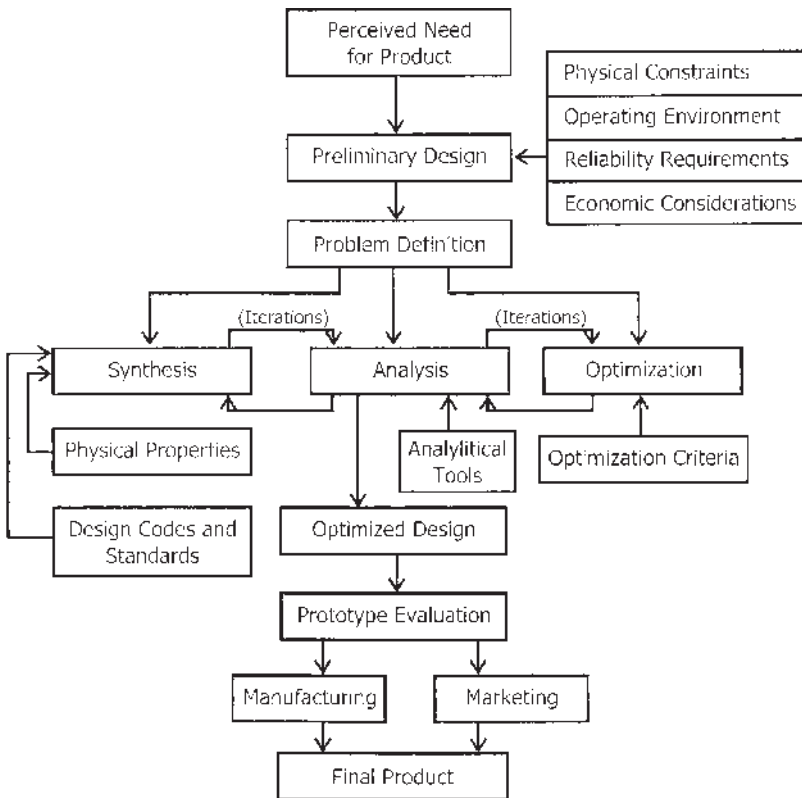 Perceived Need
for Product
Physical Constraints
Operating Environment
Preliminary Design
Reliability Requirements
Economic Considerations
Problem Definition
(Iterations)
(Iterations)
Synthesis
Analysis
Optimization
Physical Properties
Analylitical
Tools
Optimization Criteria
Design Codes and
Standards
Optimized Design
Prototype Evaluation
Manufacturing
Marketing
Final Product